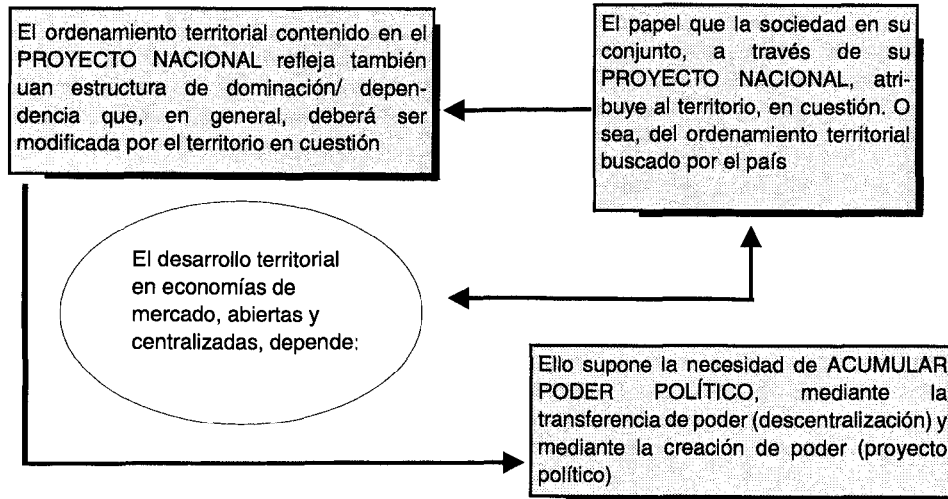 El ordenamiento territorial contenido en el
PROYECTO NACIONAL refleja también
uan estructura de dominación/ depen-
dencia que, en general, deberá ser
modificada por el territorio en cuestión
El papel que la sociedad en su
conjunto, a través de su
PROYECTO NACIONAL, atri-
buye al territorio, en cuestión. O
sea, del ordenamiento territorial
buscado por el país
El desarrollo territorial
en economías de
mercado, abiertas y
centralizadas, depende:
Ello supone la necesidad de ACUMULAR
PODER POLÍTICO, mediante la
transferencia de poder (descentralización) y
mediante la creación de poder (proyecto
político)